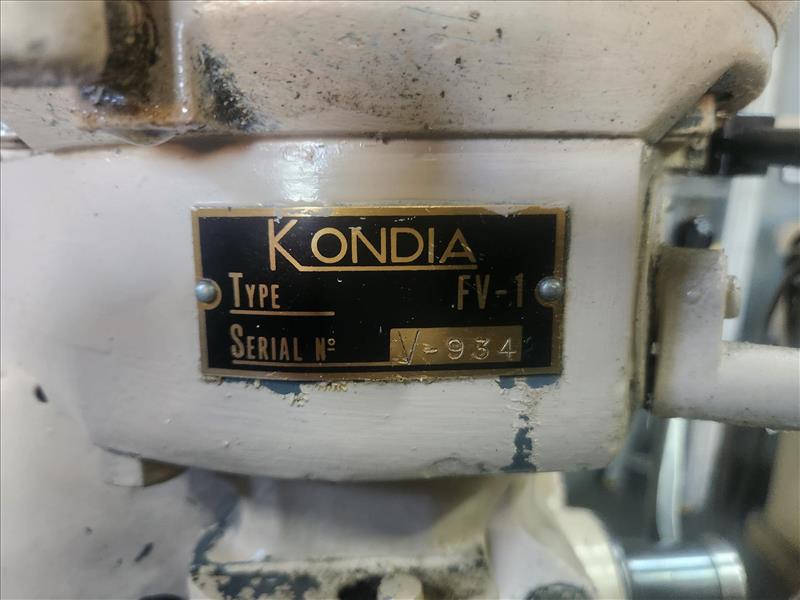 KONDIA
TYPE FV-1
SERIAL Nº V-934